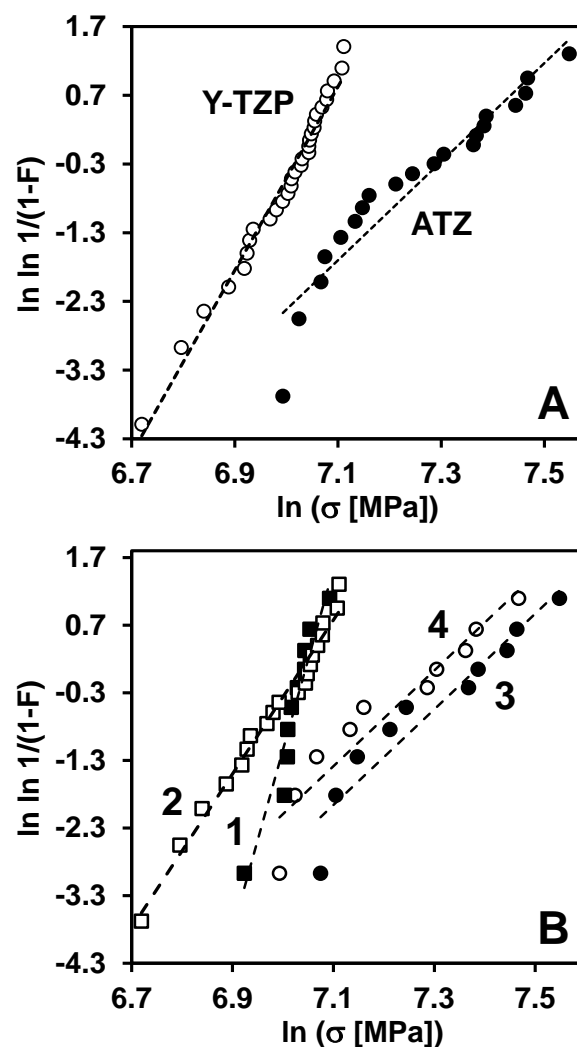 1.7
0.7
-0.3
-1.3
-2.3
-3.3
-4.3
ln ln 1/(1-F)
Y-TZP
ATZ
A
6.7 6.9 7.1 7.3 7.5
ln (σ [MPa])
1.7
0.7
-0.3
-1.3
-2.3
-3.3
-4.3
ln ln 1/(1-F)
4
3
2
1
B
6.7 6.9 7.1 7.3 7.5
ln (σ [MPa])